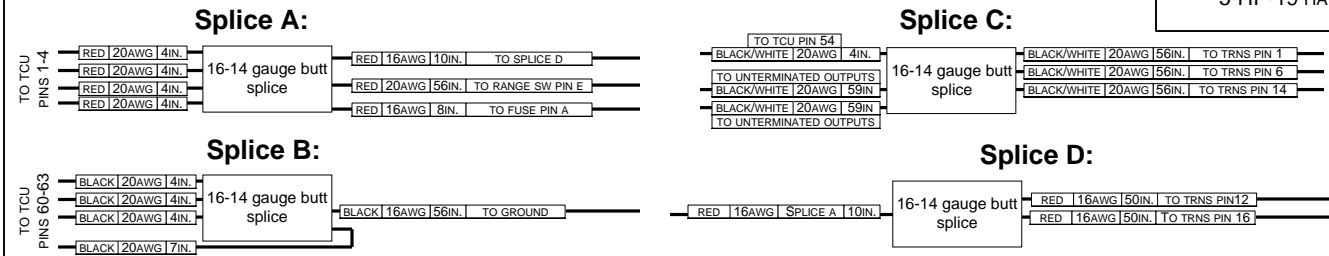 Splice A:
TO TCU
PINS 1-4
RED 20AWG 4IN.
RED 20AWG 4IN.
RED 20AWG 4IN.
RED 20AWG 4IN.
16-14 gauge butt
splice
RED 16AWG 10IN. TO SPLICE D
RED 20AWG 56IN. TO RANGE SW PIN E
RED 16AWG 8IN. TO FUSE PIN A
Splice C:
TO TCU PIN 54
BLACK/WHITE 20AWG 4IN.
TO UNTERMINATED OUTPUTS
BLACK/WHITE 20AWG 59IN
BLACK/WHITE 20AWG 59IN
TO UNTERMINATED OUTPUTS
16-14 gauge butt
splice
BLACK/WHITE 20AWG 56IN. TO TRNS PIN 1
BLACK/WHITE 20AWG 56IN. TO TRNS PIN 6
BLACK/WHITE 20AWG 56IN. TO TRNS PIN 14
Splice B:
TO TCU
PINS 60-63
BLACK 20AWG 4IN.
BLACK 20AWG 4IN.
BLACK 20AWG 4IN.
BLACK 20AWG 7IN.
16-14 gauge butt
splice
BLACK 16AWG 56IN. TO GROUND
Splice D:
RED 16AWG SPLICE A 10IN.
16-14 gauge butt
splice
RED 16AWG 50IN. TO TRNS PIN12
RED 16AWG 50IN. TO TRNS PIN 16